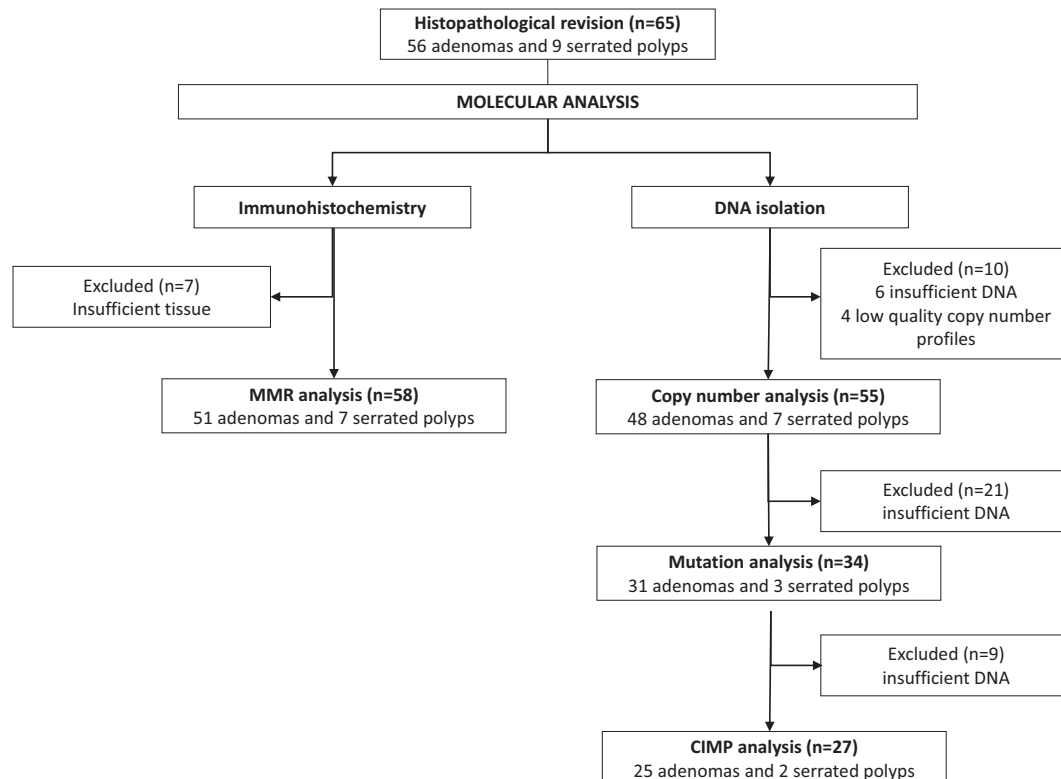 Histopathological revision (n=65)
56 adenomas and 9 serrated polyps
MOLECULAR ANALYSIS
Immunohistochemistry
DNA isolation
Excluded (n=7)
Insufficient tissue
Excluded (n=10)
6 insufficient DNA
4 low quality copy number
profiles
MMR analysis (n=58)
51 adenomas and 7 serrated polyps
Copy number analysis (n=55)
48 adenomas and 7 serrated polyps
Excluded (n=21)
insufficient DNA
Mutation analysis (n=34)
31 adenomas and 3 serrated polyps
Excluded (n=9)
insufficient DNA
CIMP analysis (n=27)
25 adenomas and 2 serrated polyps